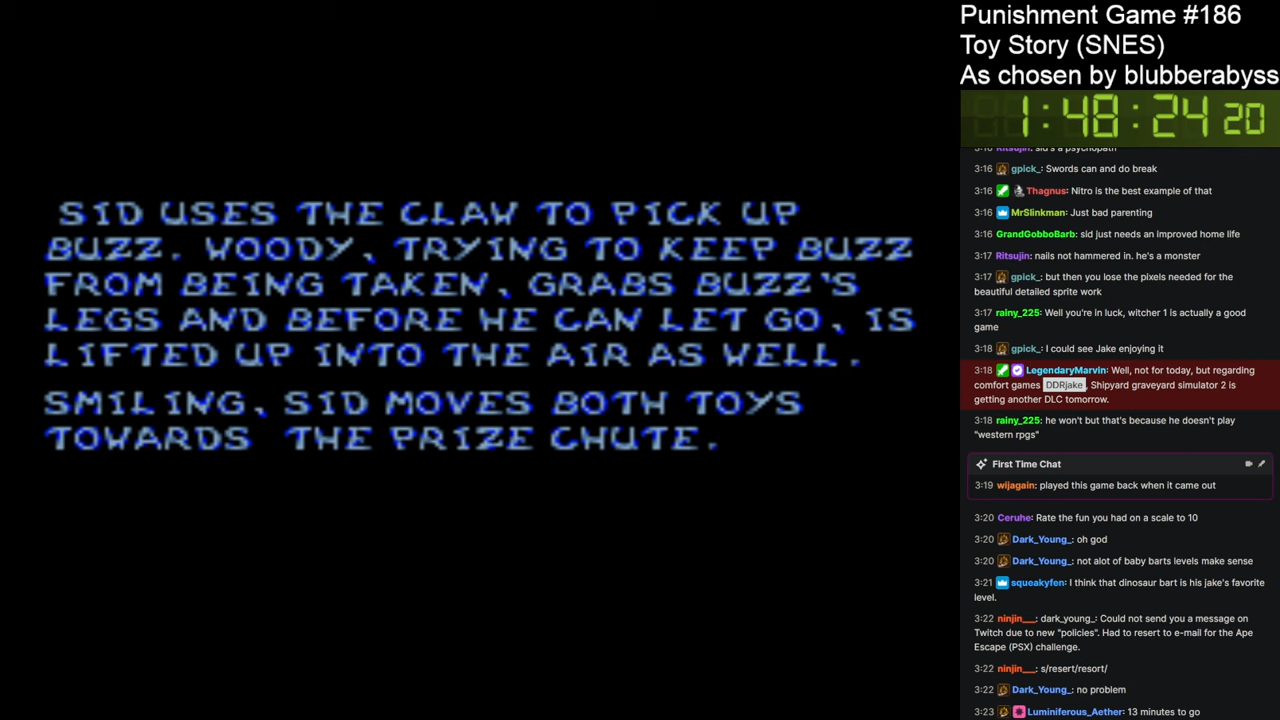 Punishment Game #186
Toy Story (SNES)
As chosen by blubberabyss
1:48:24 20
SID USES THE CLAW TO PICK UP
BUZZ. WOODY, TRYING TO KEEP BUZZ
FROM BEING TAKEN, GRABS BUZZ'S
LEGS AND BEFORE HE CAN LET GO, IS
LIFTED UP INTO THE AIR AS WELL.
SMILING, SID MOVES BOTH TOYS
TOWARDS THE PRIZE CHUTE.
3:16 Ritsujin: sid's a psychopath
3:16 gpick_: Swords can and do break
3:16 Thagnus: Nitro is the best example of that
3:16 MrSlinkman: Just bad parenting
3:16 GrandGobboBarb: sid just needs an improved home life
3:17 Ritsujin: nails not hammered in. he's a monster
3:17 gpick_: but then you lose the pixels needed for the
beautiful detailed sprite work
3:17 rainy_225: Well you're in luck, witcher 1 is actually a good
game
3:18 gpick_: I could see Jake enjoying it
3:18 LegendaryMarvin: Well, not for today, but regarding
comfort games DDRjake . Shipyard graveyard simulator 2 is
getting another DLC tomorrow.
3:18 rainy_225: he won't but that's because he doesn't play
"western rpgs"
First Time Chat
3:19 wijagain: played this game back when it came out
3:20 Ceruhe: Rate the fun you had on a scale to 10
3:20 Dark_Young_: oh god
3:20 Dark_Young_: not alot of baby barts levels make sense
3:21 squeakyfen: I think that dinosaur bart is his jake's favorite
level.
3:22 ninjin___: dark_young_: Could not send you a message on
Twitch due to new "policies". Had to resert to e-mail for the Ape
Escape (PSX) challenge.
3:22 ninjin___: s/resert/resort/
3:22 Dark_Young_: no problem
3:23 Luminiferous_Aether: 13 minutes to go